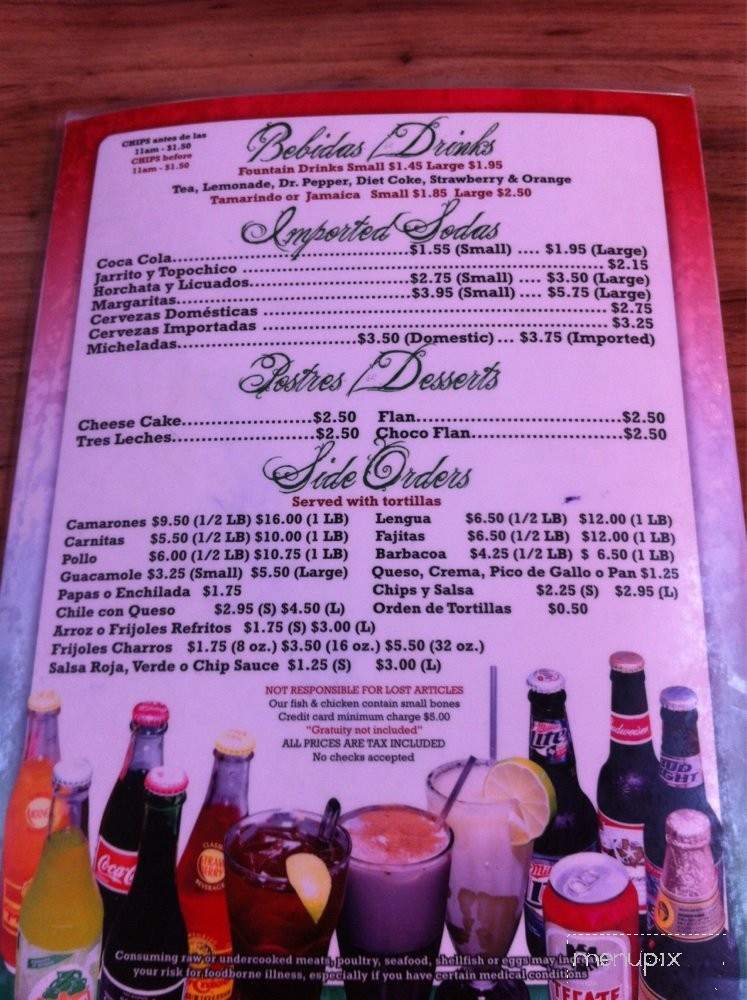 CHIPS antes de las
11am - $1.50
CHIPS before
11am - $1.50
Bebidas / Drinks
Fountain Drinks Small $1.45 Large $1.95
Tea, Lemonade, Dr. Pepper, Diet Coke, Strawberry & Orange
Tamarindo or Jamaica Small $1.85 Large $2.50
Imported Sodas
Coca Cola..........$1.55 (Small) .... $1.95 (Large)
Jarrito y Topochico .......... $2.15
Horchata y Licuados..........$2.75 (Small) .... $3.50 (Large)
Margaritas..........$3.95 (Small) .... $5.75 (Large)
Cervezas Domésticas .......... $2.75
Cervezas Importadas .......... $3.25
Micheladas..........$3.50 (Domestic) ... $3.75 (Imported)
Postres / Desserts
Cheese Cake..........$2.50 Flan..........$2.50
Tres Leches..........$2.50 Choco Flan..........$2.50
Side Orders
Served with tortillas
Camarones $9.50 (1/2 LB) $16.00 (1 LB) Lengua $6.50 (1/2 LB) $12.00 (1 LB)
Carnitas $5.50 (1/2 LB) $10.00 (1 LB) Fajitas $6.50 (1/2 LB) $12.00 (1 LB)
Pollo $6.00 (1/2 LB) $10.75 (1 LB) Barbacoa $4.25 (1/2 LB) $ 6.50 (1 LB)
Guacamole $3.25 (Small) $5.50 (Large) Queso, Crema, Pico de Gallo o Pan $1.25
Papas o Enchilada $1.75 Chips y Salsa $2.25 (S) $2.95 (L)
Chile con Queso $2.95 (S) $4.50 (L) Orden de Tortillas $0.50
Arroz o Frijoles Refritos $1.75 (S) $3.00 (L)
Frijoles Charros $1.75 (8 oz.) $3.50 (16 oz.) $5.50 (32 oz.)
Salsa Roja, Verde o Chip Sauce $1.25 (S) $3.00 (L)
NOT RESPONSIBLE FOR LOST ARTICLES
Our fish & chicken contain small bones
Credit card minimum charge $5.00
"Gratuity not included"
ALL PRICES ARE TAX INCLUDED
No checks accepted
Lite
Budweiser
BUD
LIGHT
Coca-Cola
CLASSIC
STRAW
BERRY
BEVERAGE
TECATE
Consuming raw or undercooked meats, poultry, seafood, shellfish or eggs may
your risk for foodborne illness, especially if you have certain medical conditions
menupix